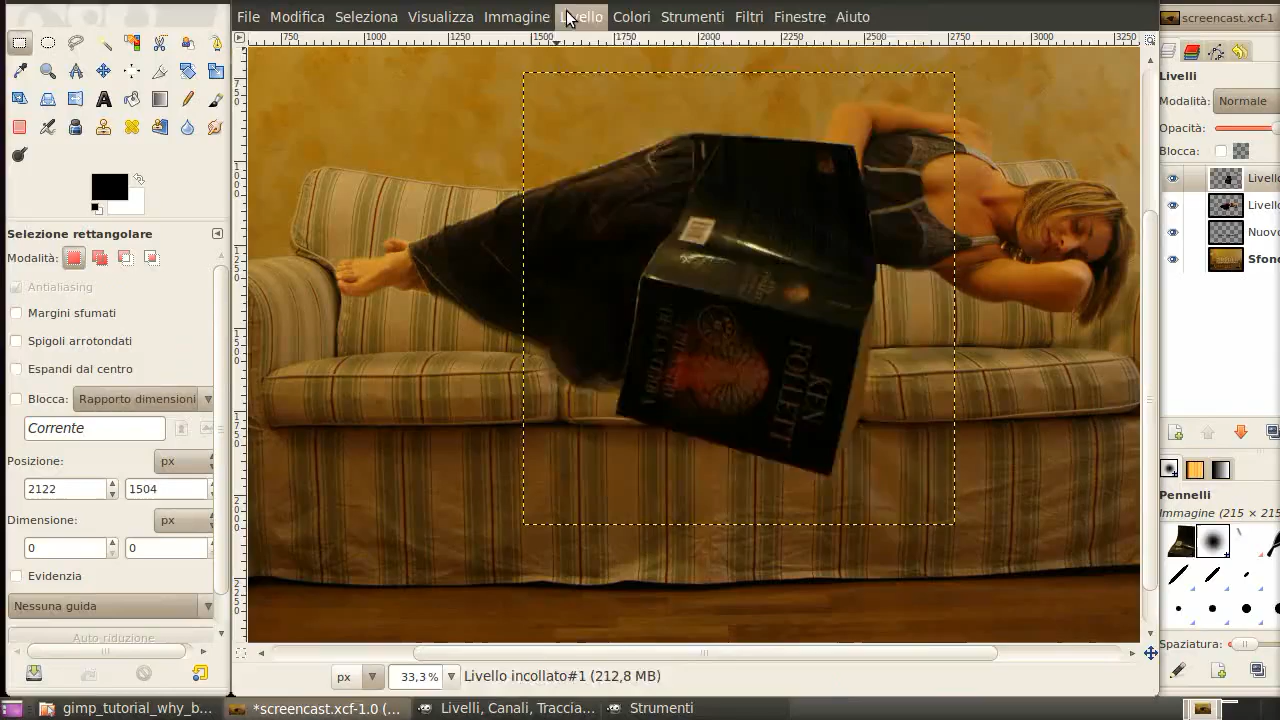 File Modifica Seleziona Visualizza Immagine Livello Colori Strumenti Filtri Finestre Aiuto
screencast.xcf-1
750 1000 1250 1500 1750 2000 2250 2500 2750 3000 3250
Livelli
Modalità: Normale
Opacità:
Blocca:
Livello
Livello
Nuovo
Sfond
Selezione rettangolare
Modalità:
Antialiasing
Margini sfumati
Spigoli arrotondati
Espandi dal centro
Blocca: Rapporto dimensioni
Corrente
Posizione: px
2122 1504
Dimensione: px
0 0
Evidenzia
Nessuna guida
Auto riduzione
KEN
FOLLETT
Pennelli
Immagine (215 × 215
Spaziatura:
px 33,3% Livello incollato#1 (212,8 MB)
gimp_tutorial_why_b... *screencast.xcf-1.0 (... Livelli, Canali, Traccia... Strumenti